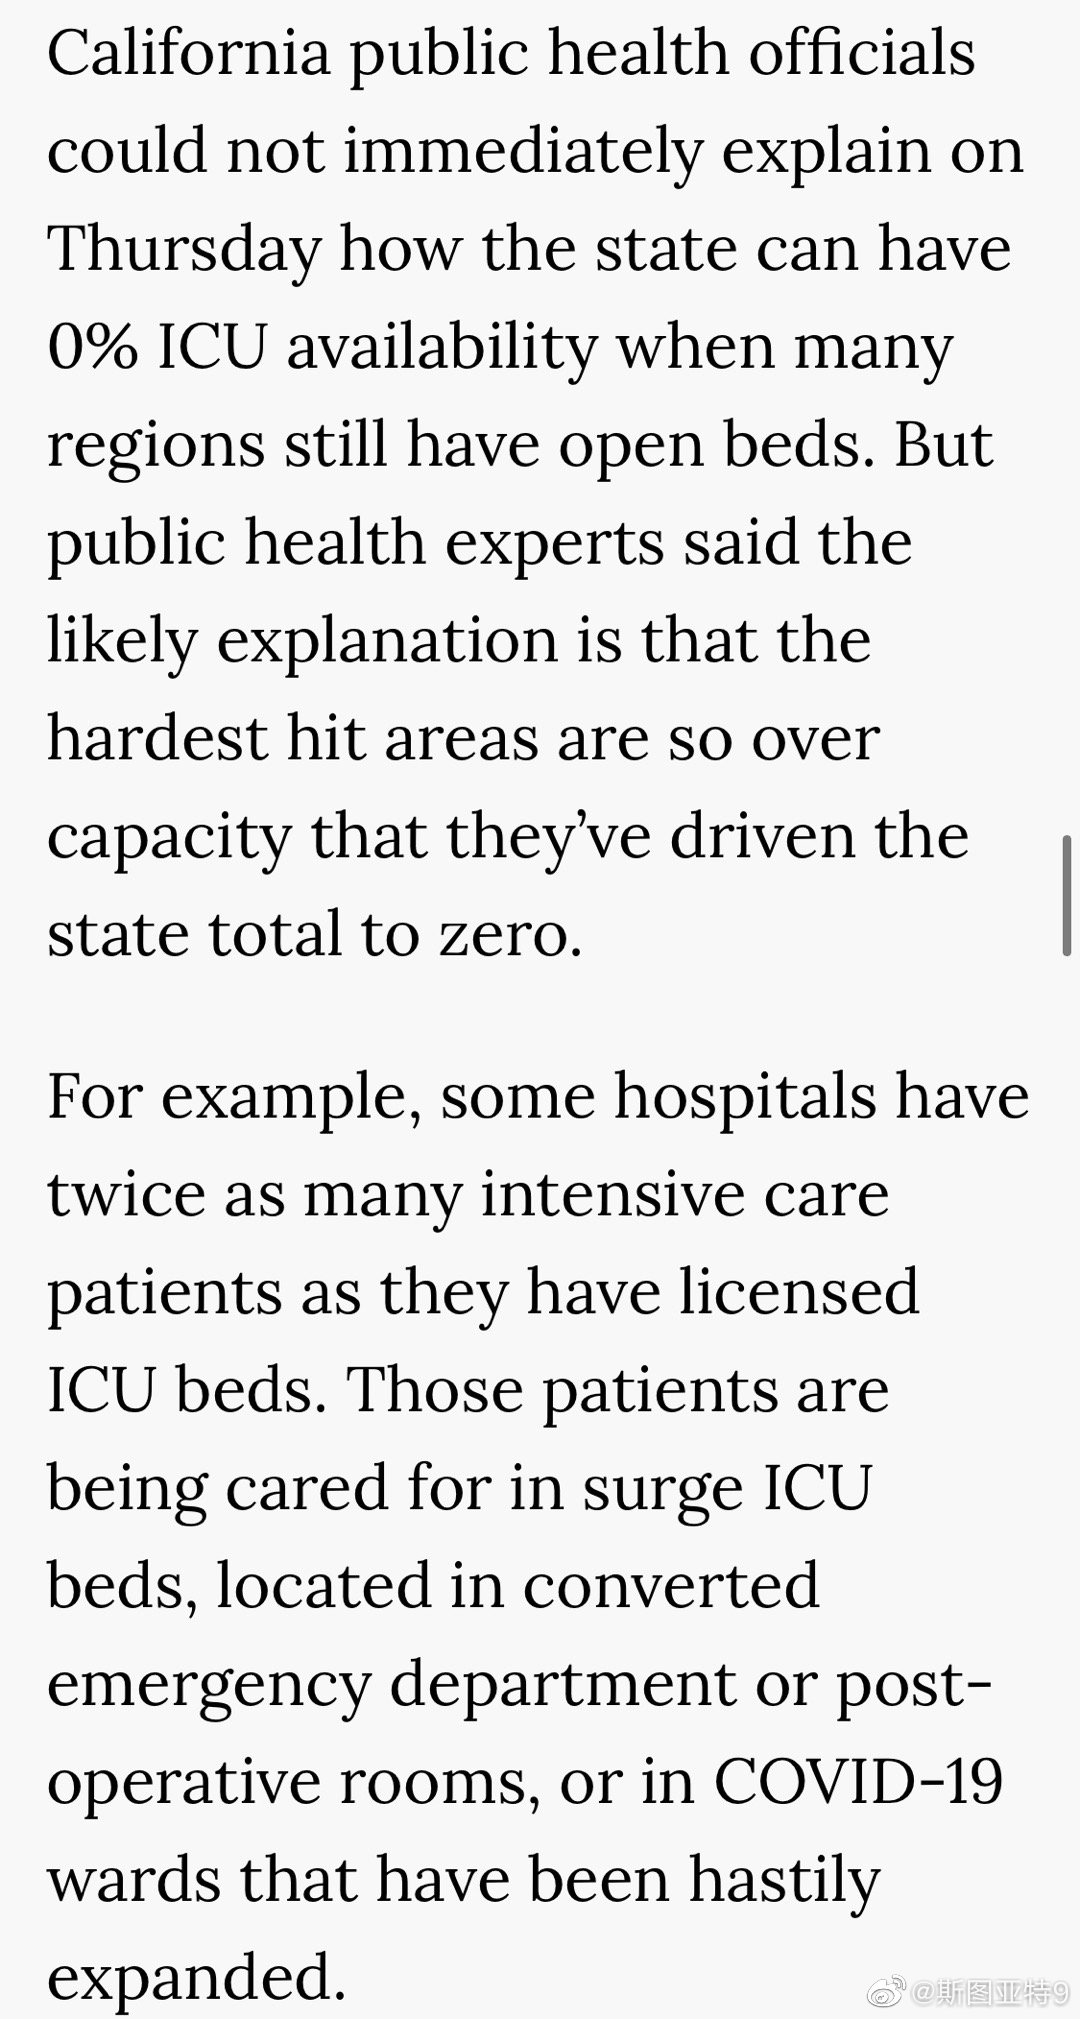 California public health officials
could not immediately explain on
Thursday how the state can have
0% ICU availability when many
regions still have open beds. But
public health experts said the
likely explanation is that the
hardest hit areas are so over
capacity that they’ve driven the
state total to zero.
For example, some hospitals have
twice as many intensive care
patients as they have licensed
ICU beds. Those patients are
being cared for in surge ICU
beds, located in converted
emergency department or post-
operative rooms, or in COVID-19
wards that have been hastily
expanded.
@斯图亚特9